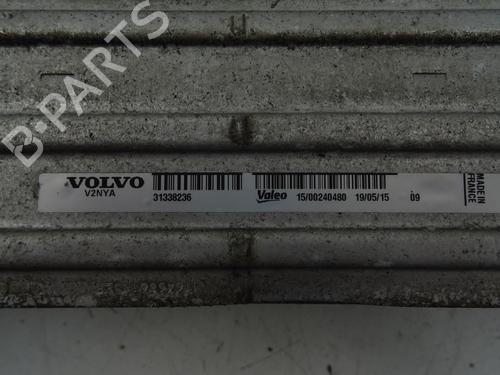 B-PARTS
VOLVO
V2NYA
31338236
Valeo 15/00240480 19/05/15 09
MADE IN
FRANCE